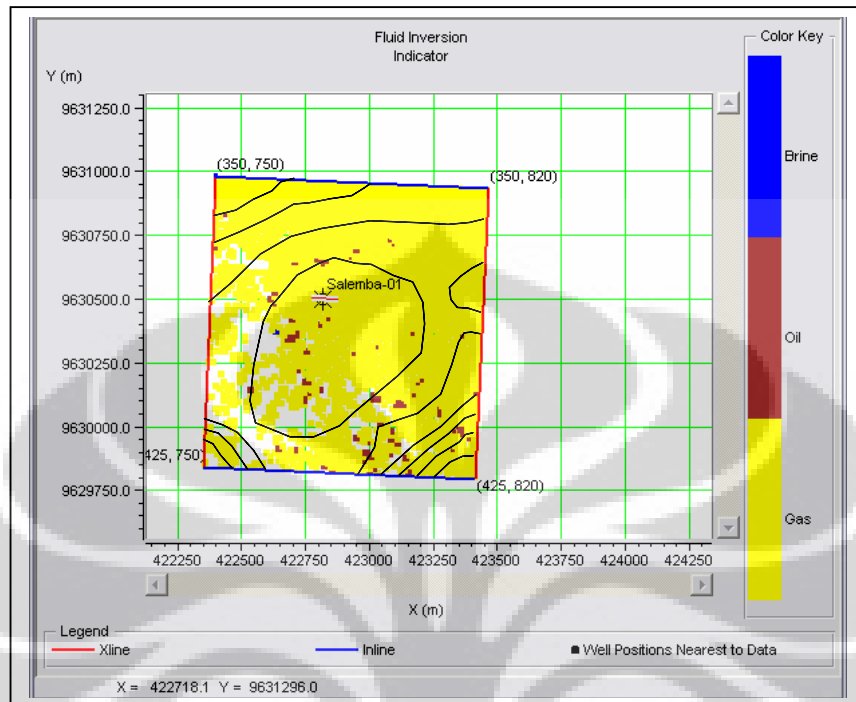 Fluid Inversion
Indicator
Color Key
Y (m)
9631250.0
9631000.0
9630750.0
9630500.0
9630250.0
9630000.0
9629750.0
(350, 750)
(350, 820)
Salemba-01
425, 750)
(425, 820)
Brine
Oil
Gas
422250 422500 422750 423000 423250 423500 423750 424000 424250
X (m)
Legend
Xline Inline Well Positions Nearest to Data
X = 422718.1 Y = 9631296.0